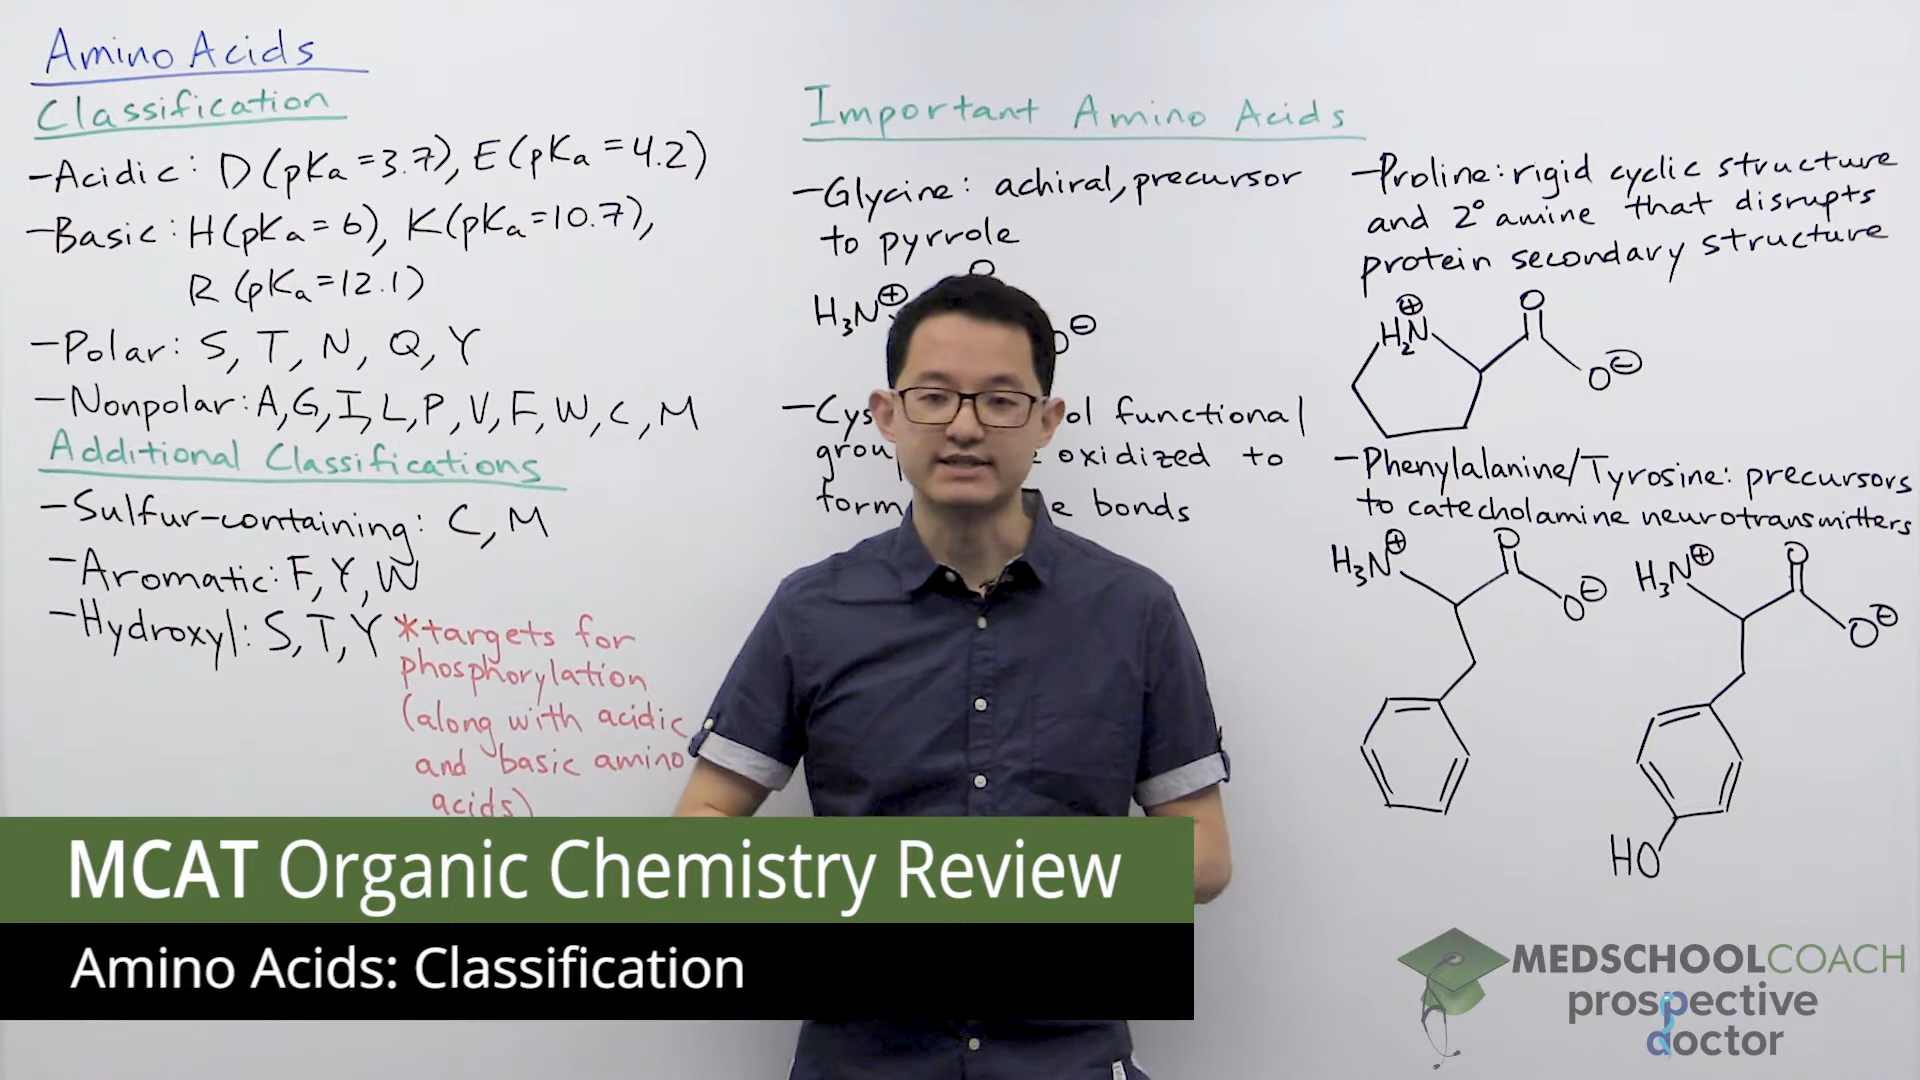 Amino Acids
Classification
-Acidic: D (pKa=3.7), E (pKa=4.2)
-Basic: H (pKa=6), K (pKa=10.7),
R (pKa=12.1)
-Polar: S, T, N, Q, Y
-Nonpolar: A, G, I, L, P, V, F, W, C, M
Additional Classifications
-Sulfur-containing: C, M
-Aromatic: F, Y, W
-Hydroxyl: S, T, Y *targets for
phosphorylation
(along with acidic
and basic amino
acids)
Important Amino Acids
-Glycine: achiral, precursor
to pyrrole
H₃N⊕
O
O⊖
functional
oxidized to
form bonds
-Proline: rigid cyclic structure
and 2° amine that disrupts
protein secondary structure
H₂N⊕
O
O⊖
-Phenylalanine/Tyrosine: precursors
to catecholamine neurotransmitters
H₃N⊕
O
O⊖
H₃N⊕
O
O⊖
HO
MCAT Organic Chemistry Review
Amino Acids: Classification
MEDSCHOOLCOACH
prospective
doctor